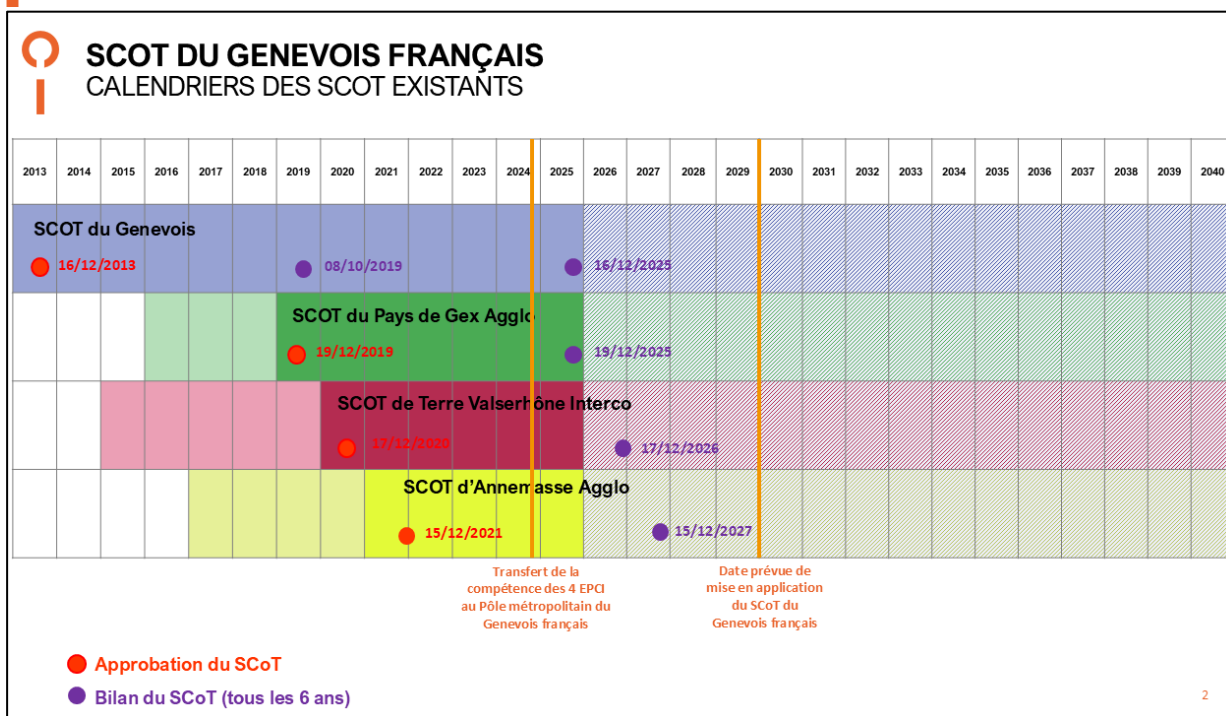 SCOT DU GENEVOIS FRANÇAIS
CALENDRIERS DES SCOT EXISTANTS
2013 2014 2015 2016 2017 2018 2019 2020 2021 2022 2023 2024 2025 2026 2027 2028 2029 2030 2031 2032 2033 2034 2035 2036 2037 2038 2039 2040
SCOT du Genevois
16/12/2013 08/10/2019 16/12/2025
SCOT du Pays de Gex Agglo
19/12/2019 19/12/2025
SCOT de Terre Valserhône Interco
17/12/2020 17/12/2026
SCOT d'Annemasse Agglo
15/12/2021 15/12/2027
Transfert de la
compétence des 4 EPCI
au Pôle métropolitain du
Genevois français
Date prévue de
mise en application
du SCoT du
Genevois français
Approbation du SCoT
Bilan du SCoT (tous les 6 ans)
2